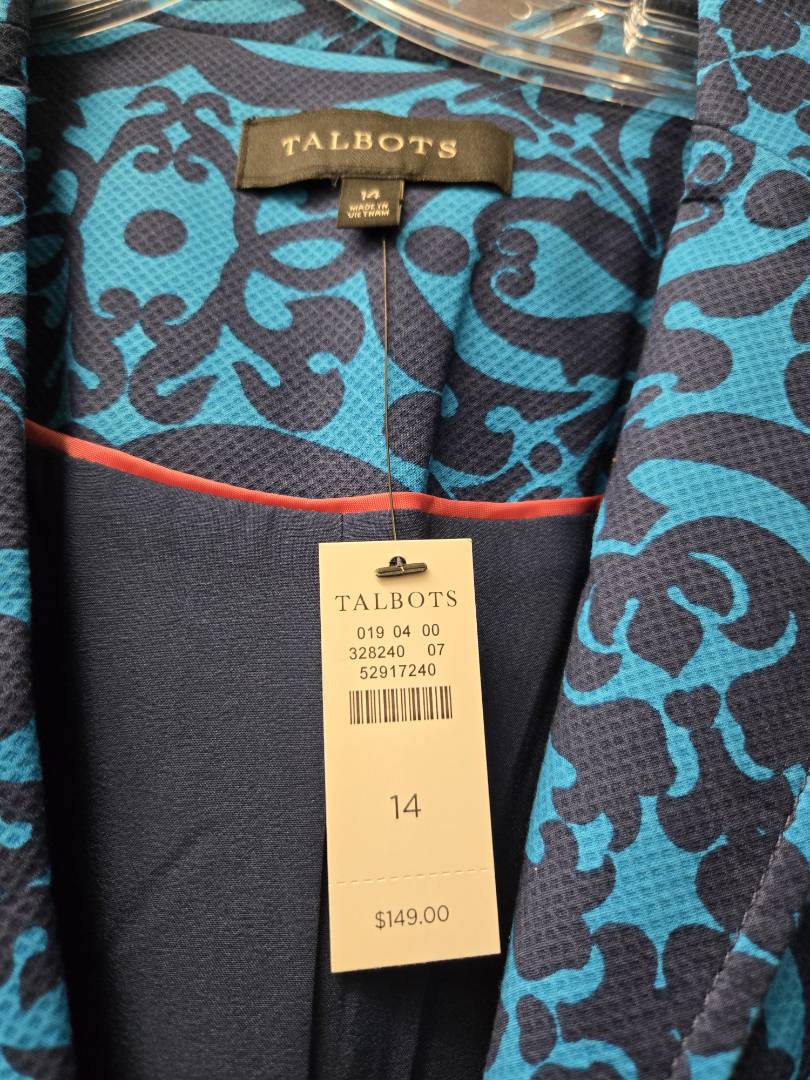 TALBOTS
14
MADE IN
VIETNAM
TALBOTS
019 04 00
328240 07
52917240
14
$149.00